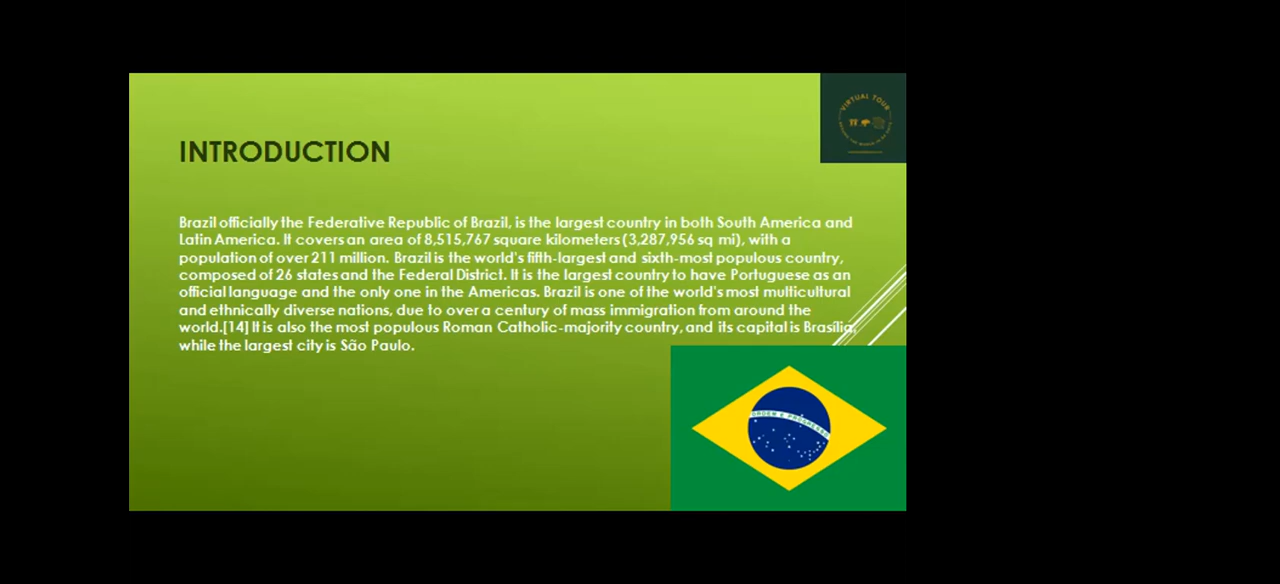 VIRTUAL TOUR
INTRODUCTION
Brazil officially the Federative Republic of Brazil, is the largest country in both South America and
Latin America. It covers an area of 8,515,767 square kilometers (3,287,956 sq mi), with a
population of over 211 million. Brazil is the world's fifth-largest and sixth-most populous country,
composed of 26 states and the Federal District. It is the largest country to have Portuguese as an
official language and the only one in the Americas. Brazil is one of the world's most multicultural
and ethnically diverse nations, due to over a century of mass immigration from around the
world.[14] It is also the most populous Roman Catholic-majority country, and its capital is Brasília,
while the largest city is São Paulo.
ORDEM E PROGRESSO